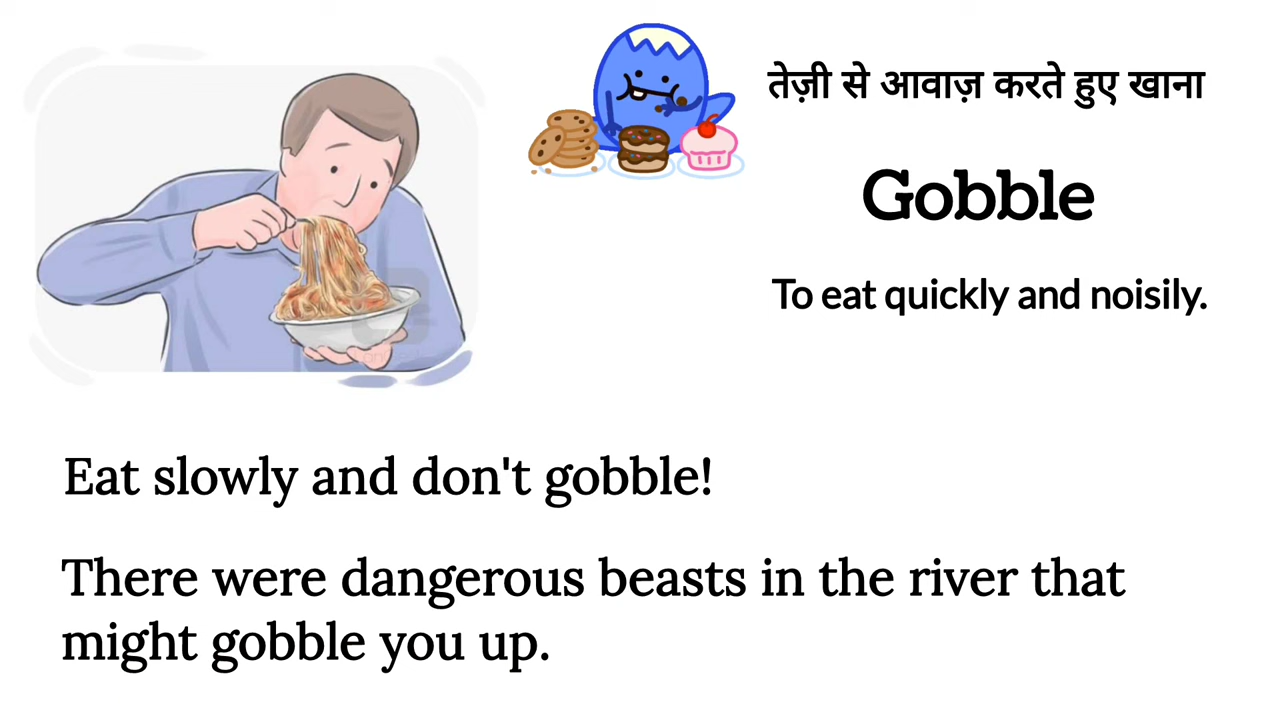 तेज़ी से आवाज़ करते हुए खाना
Gobble
To eat quickly and noisily.
Eat slowly and don't gobble!
There were dangerous beasts in the river that
might gobble you up.